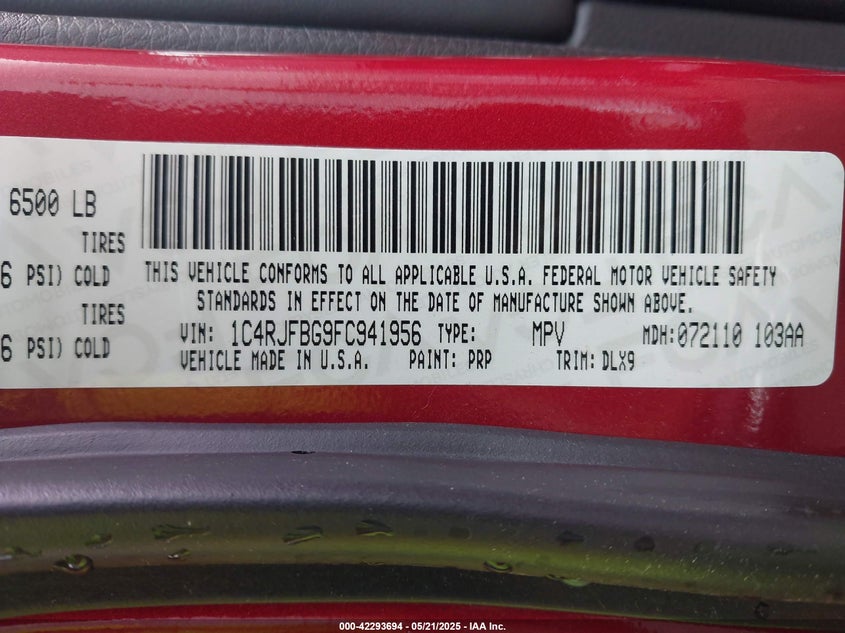 6500 LB
TIRES
6 PSI) COLD
TIRES
6 PSI) COLD
THIS VEHICLE CONFORMS TO ALL APPLICABLE U.S.A. FEDERAL MOTOR VEHICLE SAFETY
STANDARDS IN EFFECT ON THE DATE OF MANUFACTURE SHOWN ABOVE.
VIN: 1C4RJFBG9FC941956 TYPE: MPV MDH:072110 103AA
VEHICLE MADE IN U.S.A. PAINT: PRP TRIM: DLX9
000-42293694 - 05/21/2025 - IAA Inc.